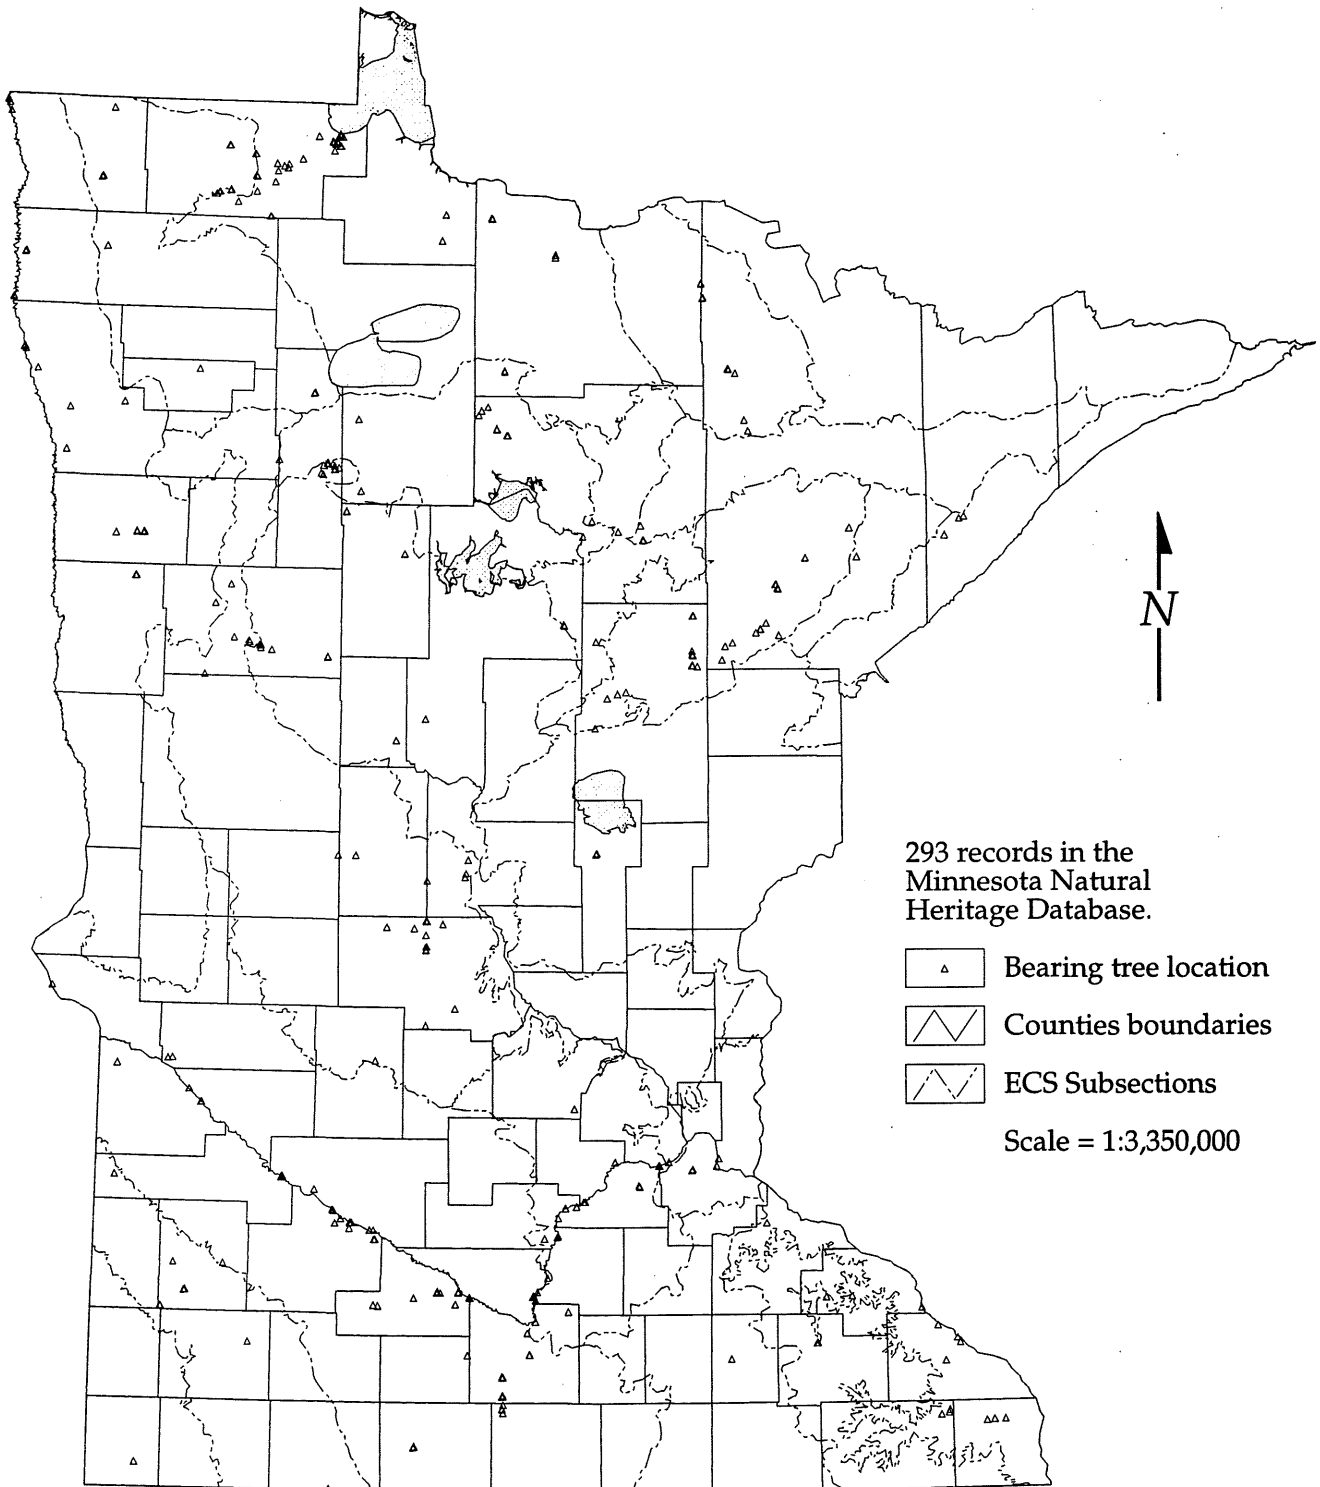 N
293 records in the
Minnesota Natural
Heritage Database.
Bearing tree location
Counties boundaries
ECS Subsections
Scale = 1:3,350,000